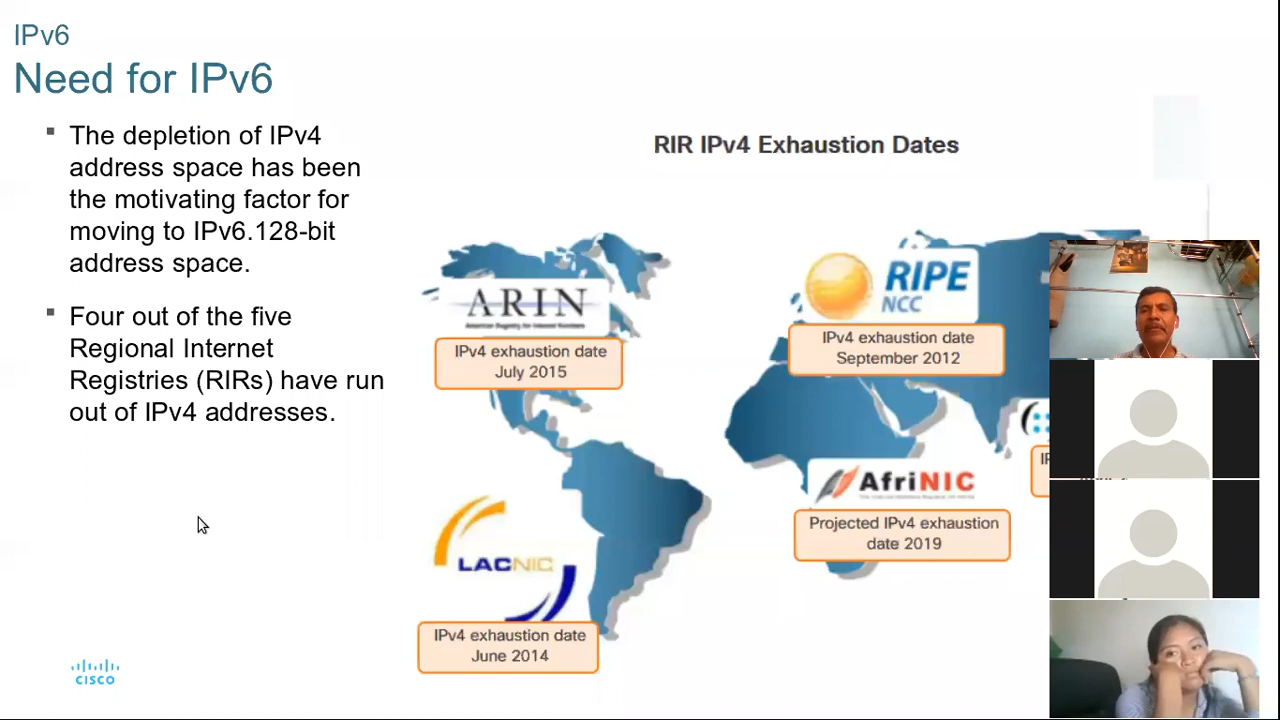 IPv6
Need for IPv6
The depletion of IPv4
address space has been
the motivating factor for
moving to IPv6.128-bit
address space.
Four out of the five
Regional Internet
Registries (RIRs) have run
out of IPv4 addresses.
RIR IPv4 Exhaustion Dates
ARIN
American Registry for Internet Numbers
IPv4 exhaustion date
July 2015
RIPE
NCC
IPv4 exhaustion date
September 2012
AfriNIC
Projected IPv4 exhaustion
date 2019
LACNIC
IPv4 exhaustion date
June 2014
CISCO